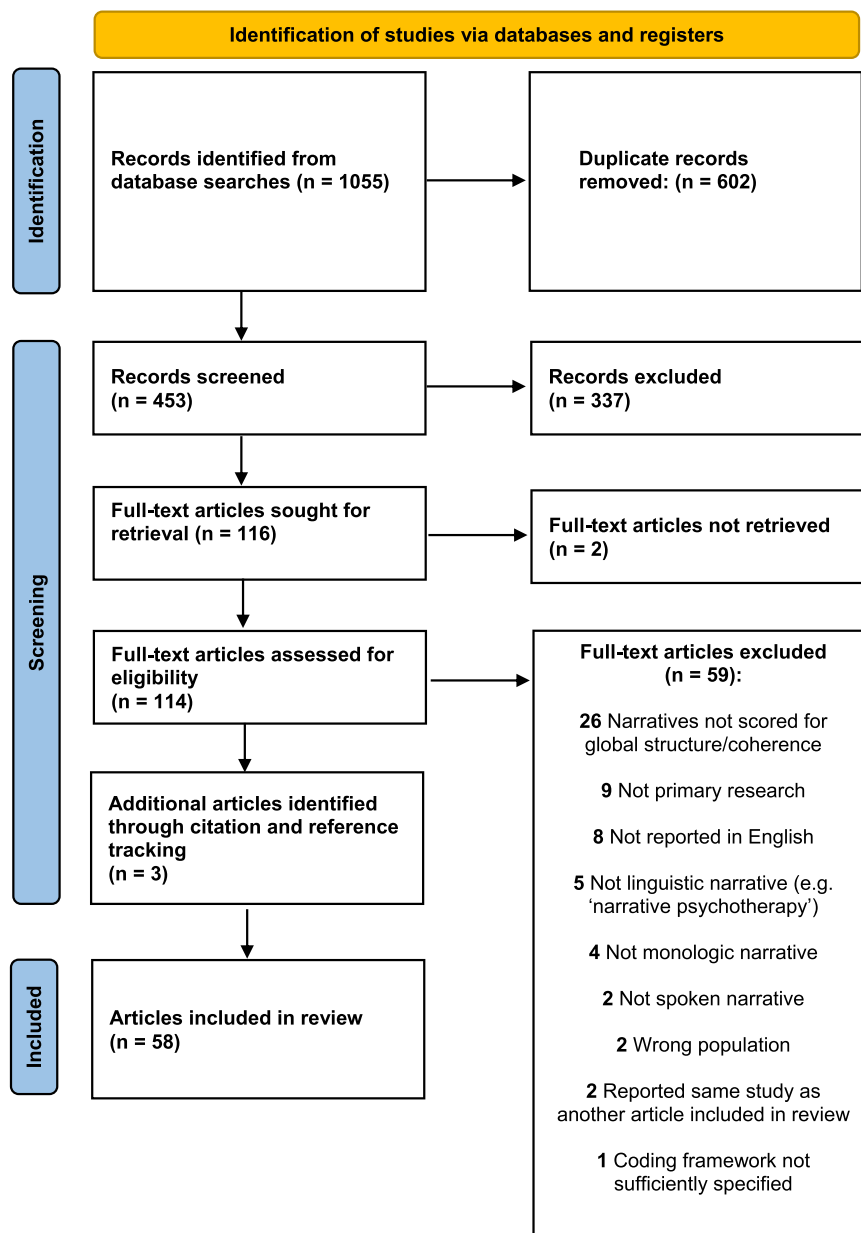 Identification of studies via databases and registers
Identification
Records identified from
database searches (n = 1055)
Duplicate records
removed: (n = 602)
Screening
Records screened
(n = 453)
Records excluded
(n = 337)
Full-text articles sought for
retrieval (n = 116)
Full-text articles not retrieved
(n = 2)
Full-text articles assessed for
eligibility
(n = 114)
Full-text articles excluded
(n = 59):
26 Narratives not scored for
global structure/coherence
9 Not primary research
8 Not reported in English
5 Not linguistic narrative (e.g.
‘narrative psychotherapy’)
4 Not monologic narrative
2 Not spoken narrative
2 Wrong population
2 Reported same study as
another article included in review
1 Coding framework not
sufficiently specified
Additional articles identified
through citation and reference
tracking
(n = 3)
Included
Articles included in review
(n = 58)